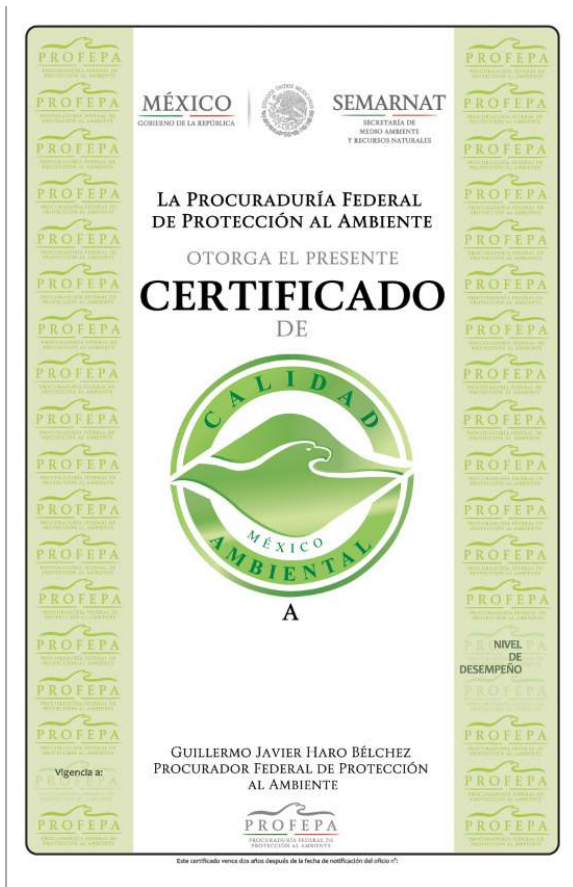 MÉXICO
GOBIERNO DE LA REPÚBLICA
ESTADOS UNIDOS MEXICANOS
SEMARNAT
SECRETARÍA DE
MEDIO AMBIENTE
Y RECURSOS NATURALES
LA PROCURADURÍA FEDERAL
DE PROTECCIÓN AL AMBIENTE
OTORGA EL PRESENTE
CERTIFICADO
DE
CALIDAD
MÉXICO
AMBIENTAL
A
NIVEL
DE
DESEMPEÑO
GUILLERMO JAVIER HARO BÉLCHEZ
PROCURADOR FEDERAL DE PROTECCIÓN
AL AMBIENTE
Vigencia a:
PROFEPA
PROCURADURÍA FEDERAL DE
PROTECCIÓN AL AMBIENTE
Este certificado vence dos años después de la fecha de notificación del oficio n°: